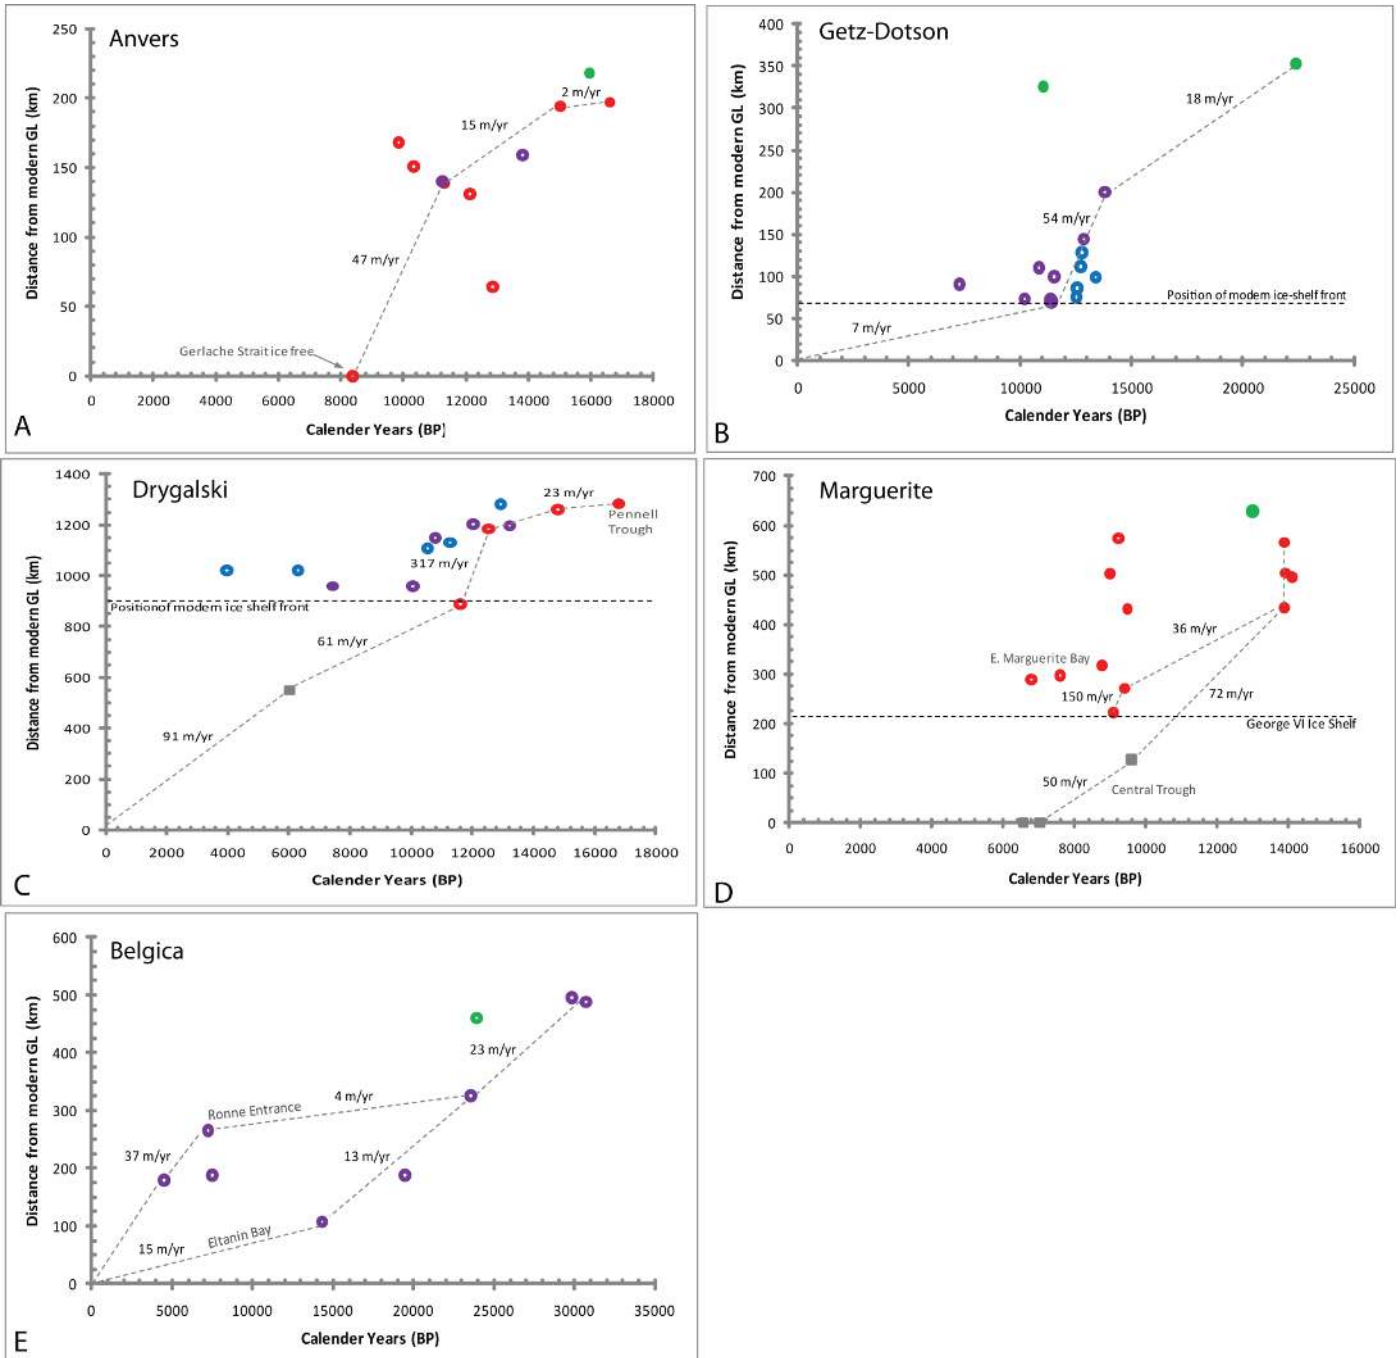 Anvers
250
200
150
100
50
0
Distance from modern GL (km)
2 m/yr
15 m/yr
47 m/yr
Gerlache Strait ice free
0 2000 4000 6000 8000 10000 12000 14000 16000 18000
Calender Years (BP)
A
Getz-Dotson
400
350
300
250
200
150
100
50
0
Distance from modern GL (km)
18 m/yr
54 m/yr
Position of modern ice-shelf front
7 m/yr
0 5000 10000 15000 20000 25000
Calender Years (BP)
B
Drygalski
1400
1200
1000
800
600
400
200
0
Distance from modern GL (km)
23 m/yr
Pennell
Trough
317 m/yr
Position of modern ice shelf front
61 m/yr
91 m/yr
0 2000 4000 6000 8000 10000 12000 14000 16000 18000
Calender Years (BP)
C
Marguerite
700
600
500
400
300
200
100
0
Distance from modern GL (km)
36 m/yr
E. Marguerite Bay
150 m/yr
72 m/yr
George VI Ice Shelf
50 m/yr
Central Trough
0 2000 4000 6000 8000 10000 12000 14000 16000
Calender Years (BP)
D
Belgica
600
500
400
300
200
100
0
Distance from modern GL (km)
23 m/yr
4 m/yr
Ronne Entrance
37 m/yr
13 m/yr
Eltanin Bay
15 m/yr
0 5000 10000 15000 20000 25000 30000 35000
Calender Years (BP)
E